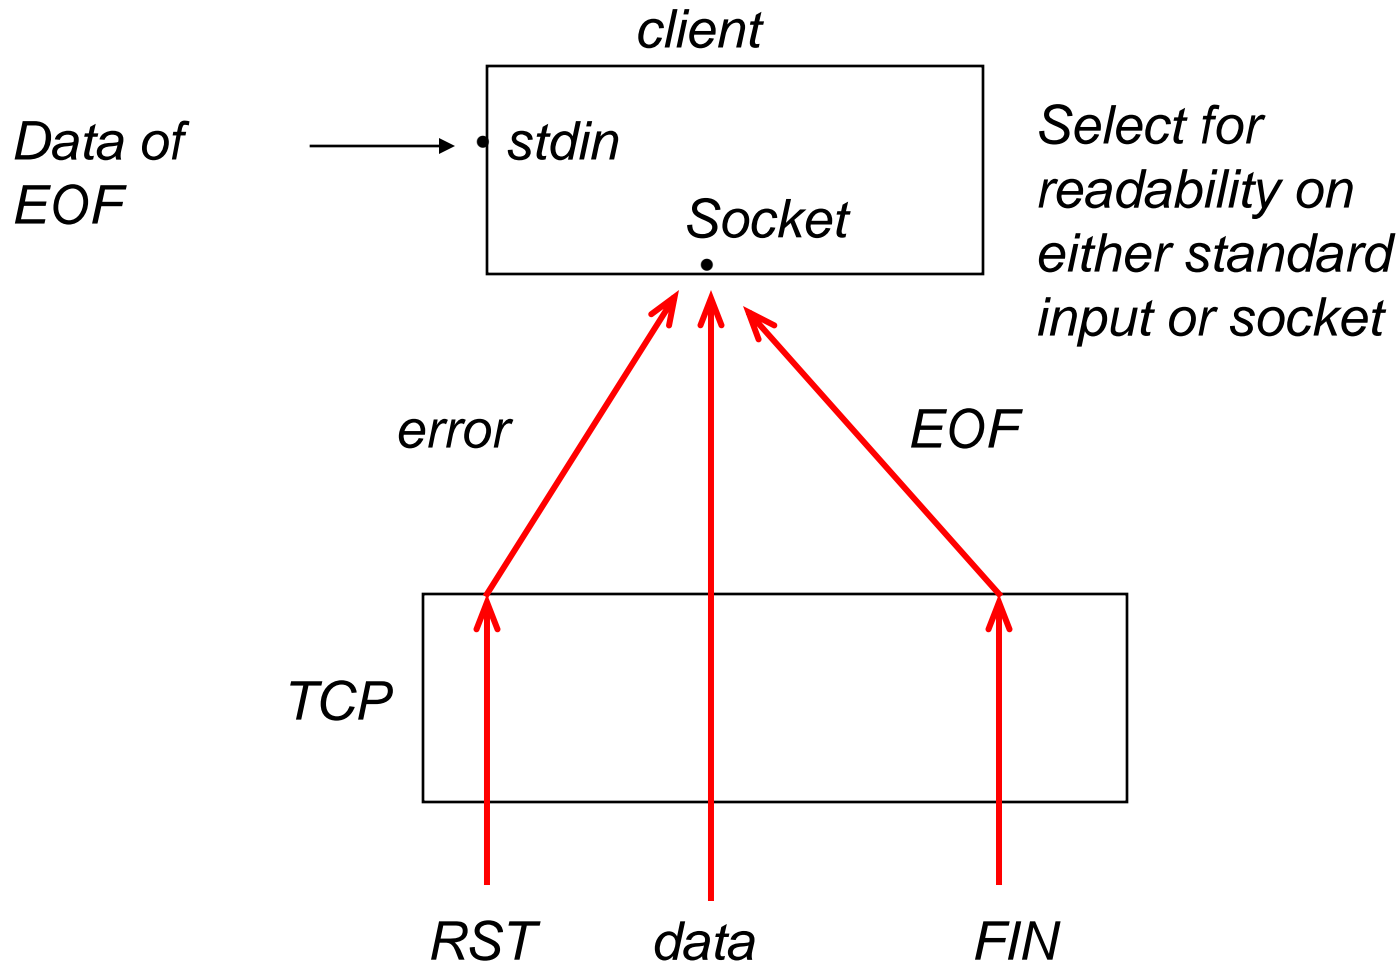 client
Data of
EOF
stdin
Socket
Select for
readability on
either standard
input or socket
error
EOF
TCP
RST
data
FIN